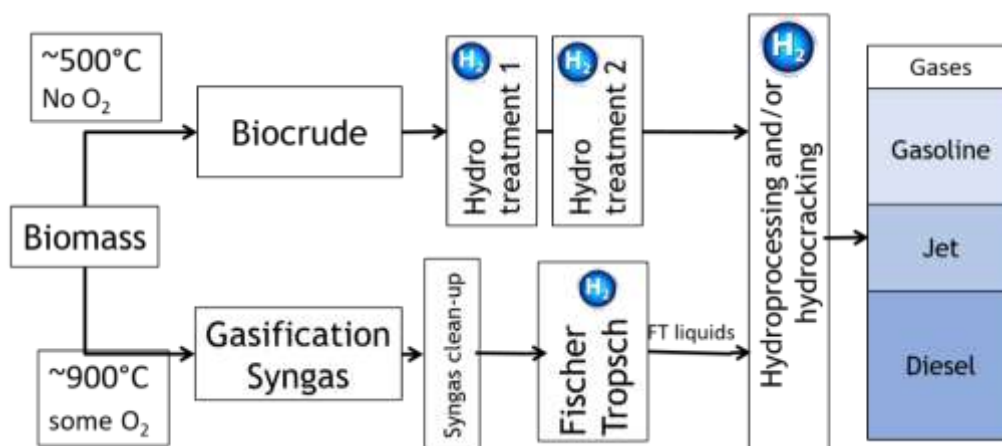 ~500°C
No O₂
Biomass
~900°C
some O₂
Biocrude
Gasification
Syngas
H₂
Hydro
treatment 1
H₂
Hydro
treatment 2
Syngas clean-up
H₂
Fischer
Tropsch
FT liquids
H₂
Hydroprocessing and/or
hydrocracking
Gases
Gasoline
Jet
Diesel